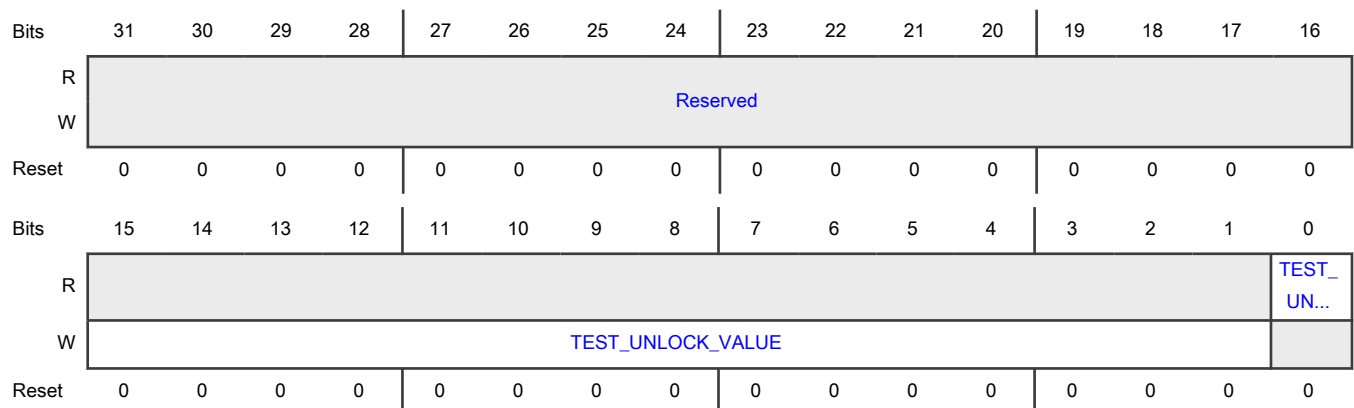 Bits 31 30 29 28 27 26 25 24 23 22 21 20 19 18 17 16
R
Reserved
W
Reset 0 0 0 0 0 0 0 0 0 0 0 0 0 0 0 0
Bits 15 14 13 12 11 10 9 8 7 6 5 4 3 2 1 0
R TEST_
UN...
W TEST_UNLOCK_VALUE
Reset 0 0 0 0 0 0 0 0 0 0 0 0 0 0 0 0